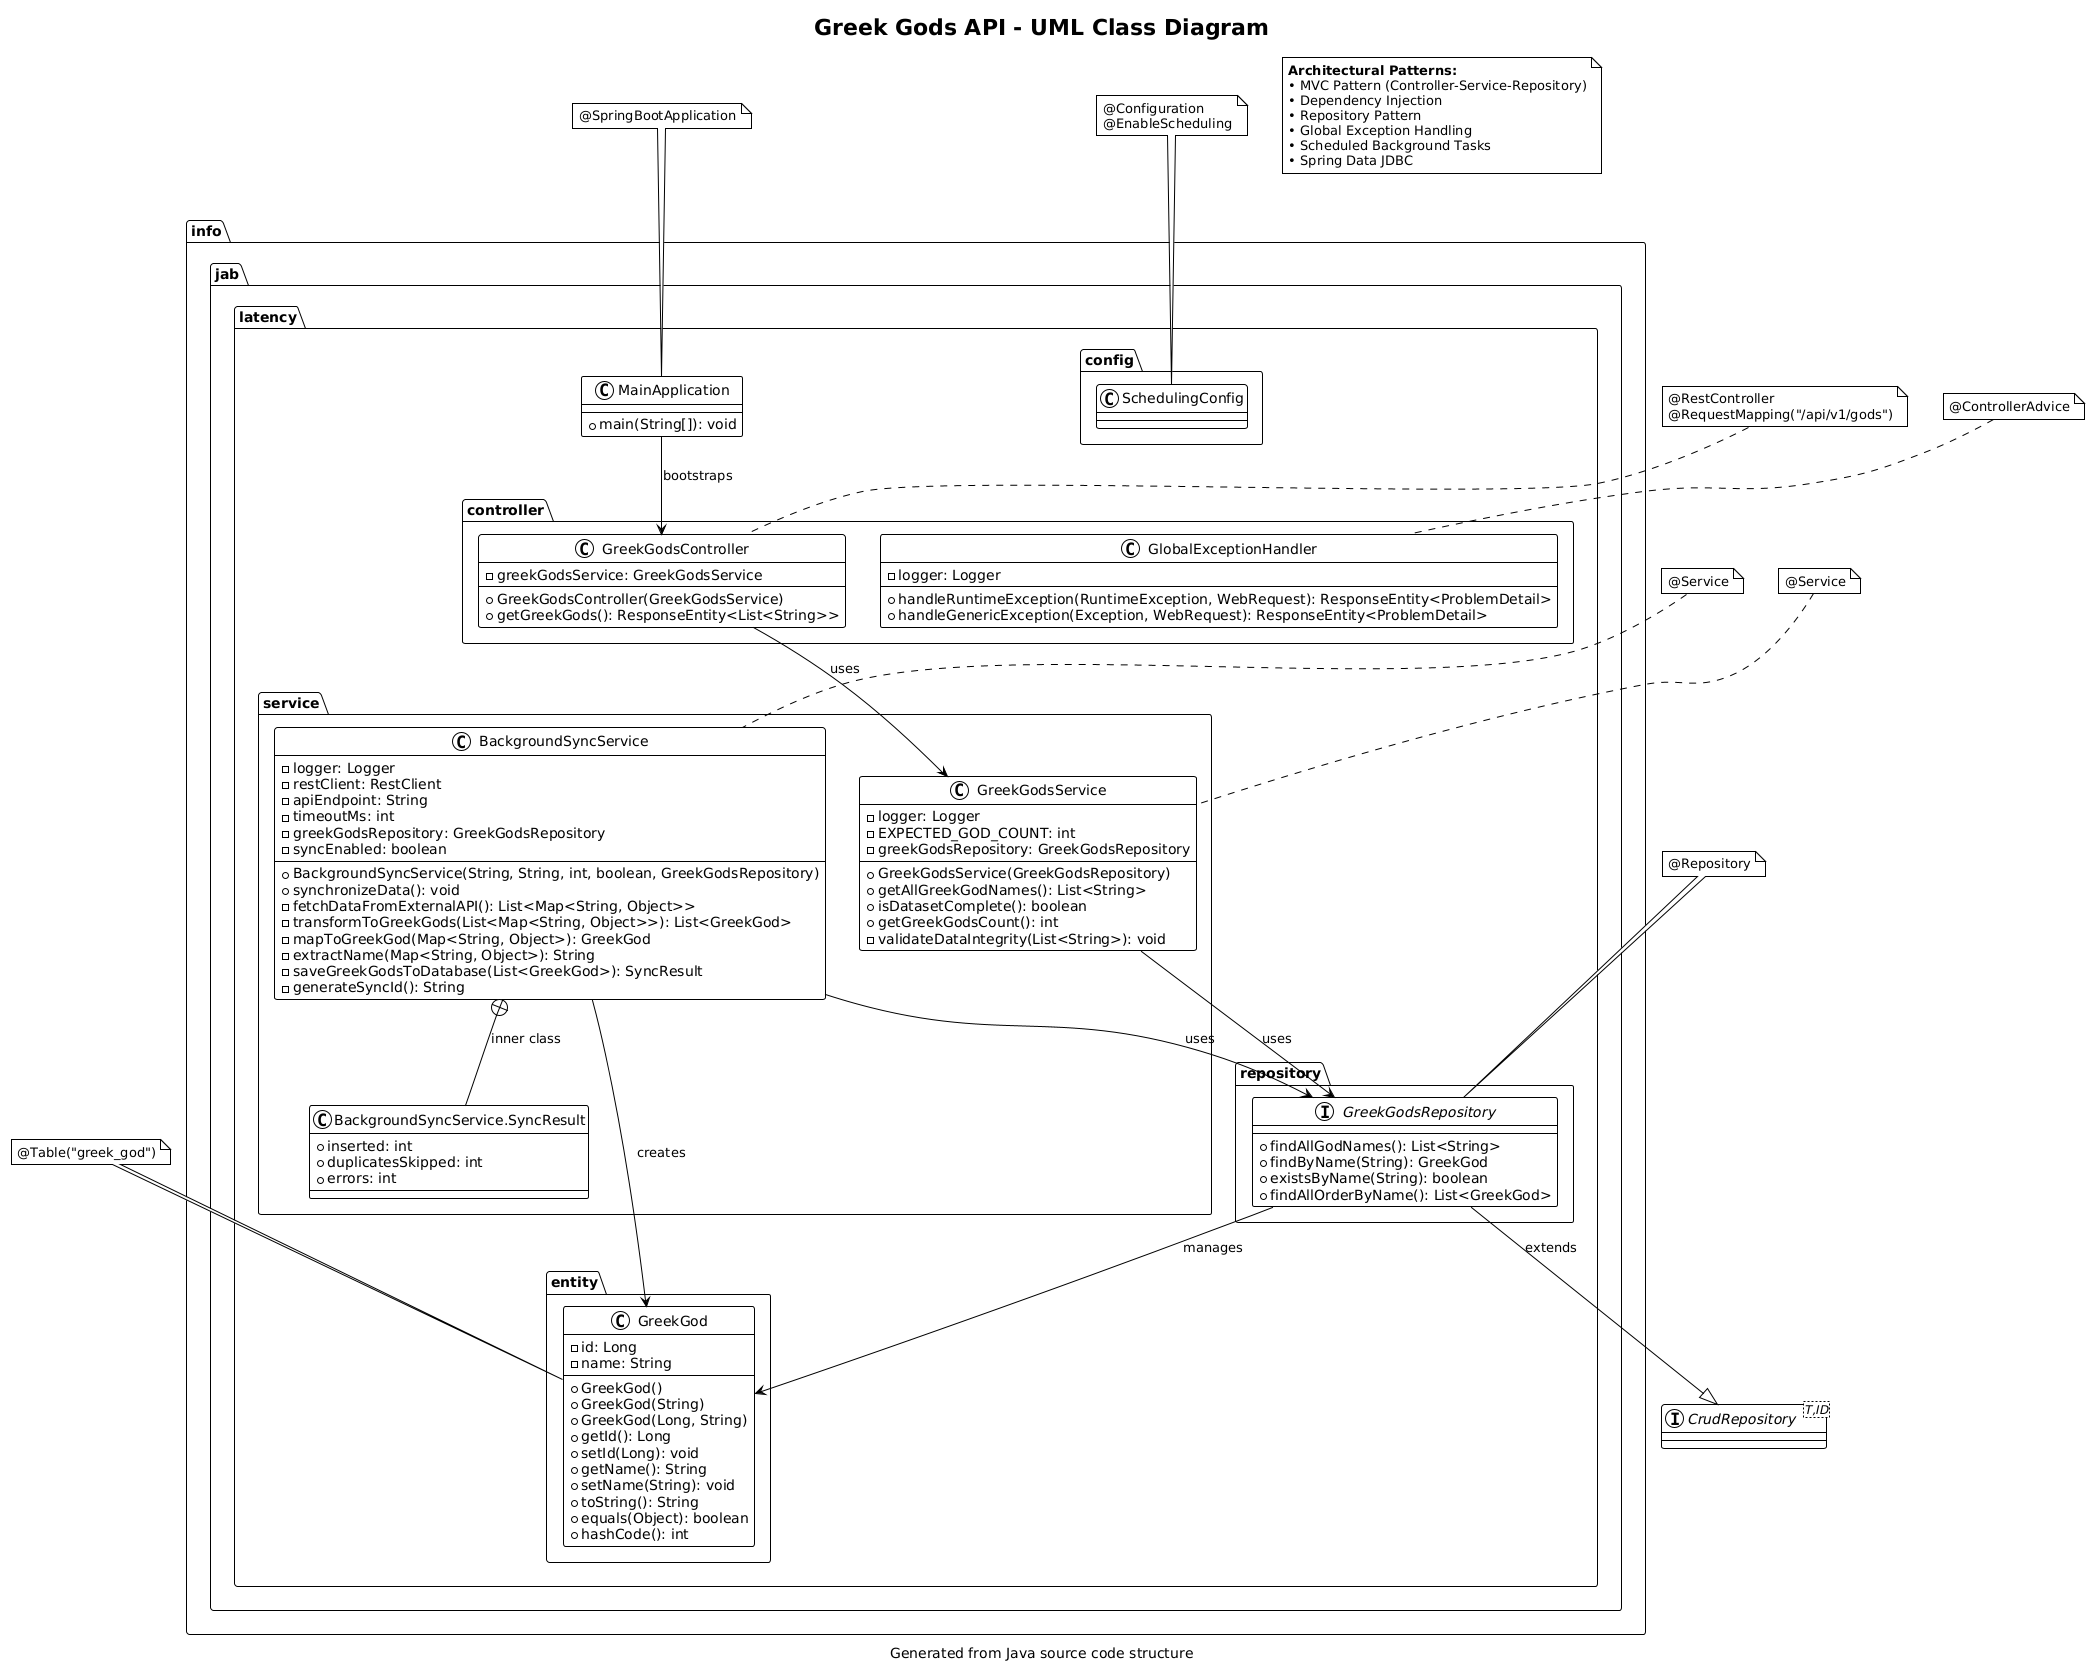 Greek Gods API - UML Class Diagram
Architectural Patterns:
• MVC Pattern (Controller-Service-Repository)
• Dependency Injection
• Repository Pattern
• Global Exception Handling
• Scheduled Background Tasks
• Spring Data JDBC
@SpringBootApplication
@Configuration
@EnableScheduling
info
jab
latency
MainApplication
main(String[]): void
config
SchedulingConfig
@RestController
@RequestMapping("/api/v1/gods")
@ControllerAdvice
bootstraps
controller
GreekGodsController
greekGodsService: GreekGodsService
GreekGodsController(GreekGodsService)
getGreekGods(): ResponseEntity<List<String>>
GlobalExceptionHandler
logger: Logger
handleRuntimeException(RuntimeException, WebRequest): ResponseEntity<ProblemDetail>
handleGenericException(Exception, WebRequest): ResponseEntity<ProblemDetail>
@Service
@Service
uses
service
BackgroundSyncService
logger: Logger
restClient: RestClient
apiEndpoint: String
timeoutMs: int
greekGodsRepository: GreekGodsRepository
syncEnabled: boolean
BackgroundSyncService(String, String, int, boolean, GreekGodsRepository)
synchronizeData(): void
fetchDataFromExternalAPI(): List<Map<String, Object>>
transformToGreekGods(List<Map<String, Object>>): List<GreekGod>
mapToGreekGod(Map<String, Object>): GreekGod
extractName(Map<String, Object>): String
saveGreekGodsToDatabase(List<GreekGod>): SyncResult
generateSyncId(): String
GreekGodsService
logger: Logger
EXPECTED_GOD_COUNT: int
greekGodsRepository: GreekGodsRepository
GreekGodsService(GreekGodsRepository)
getAllGreekGodNames(): List<String>
isDatasetComplete(): boolean
getGreekGodsCount(): int
validateDataIntegrity(List<String>): void
@Repository
inner class
uses
uses
repository
GreekGodsRepository
findAllGodNames(): List<String>
findByName(String): GreekGod
existsByName(String): boolean
findAllOrderByName(): List<GreekGod>
BackgroundSyncService.SyncResult
inserted: int
duplicatesSkipped: int
errors: int
@Table("greek_god")
creates
manages
extends
entity
GreekGod
id: Long
name: String
GreekGod()
GreekGod(String)
GreekGod(Long, String)
getId(): Long
setId(Long): void
getName(): String
setName(String): void
toString(): String
equals(Object): boolean
hashCode(): int
CrudRepository
T,ID
Generated from Java source code structure